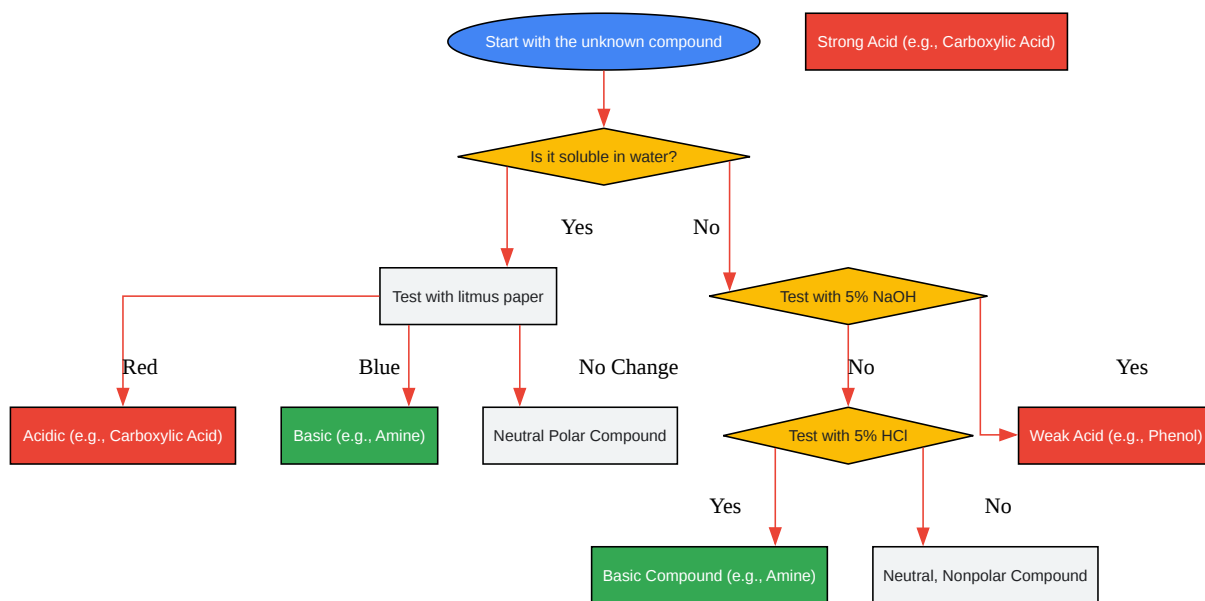 Start with the unknown compound
Strong Acid (e.g., Carboxylic Acid)
Is it soluble in water?
Yes
No
Test with litmus paper
Test with 5% NaOH
Red
Blue
No Change
No
Yes
Acidic (e.g., Carboxylic Acid)
Basic (e.g., Amine)
Neutral Polar Compound
Test with 5% HCl
Weak Acid (e.g., Phenol)
Yes
No
Basic Compound (e.g., Amine)
Neutral, Nonpolar Compound